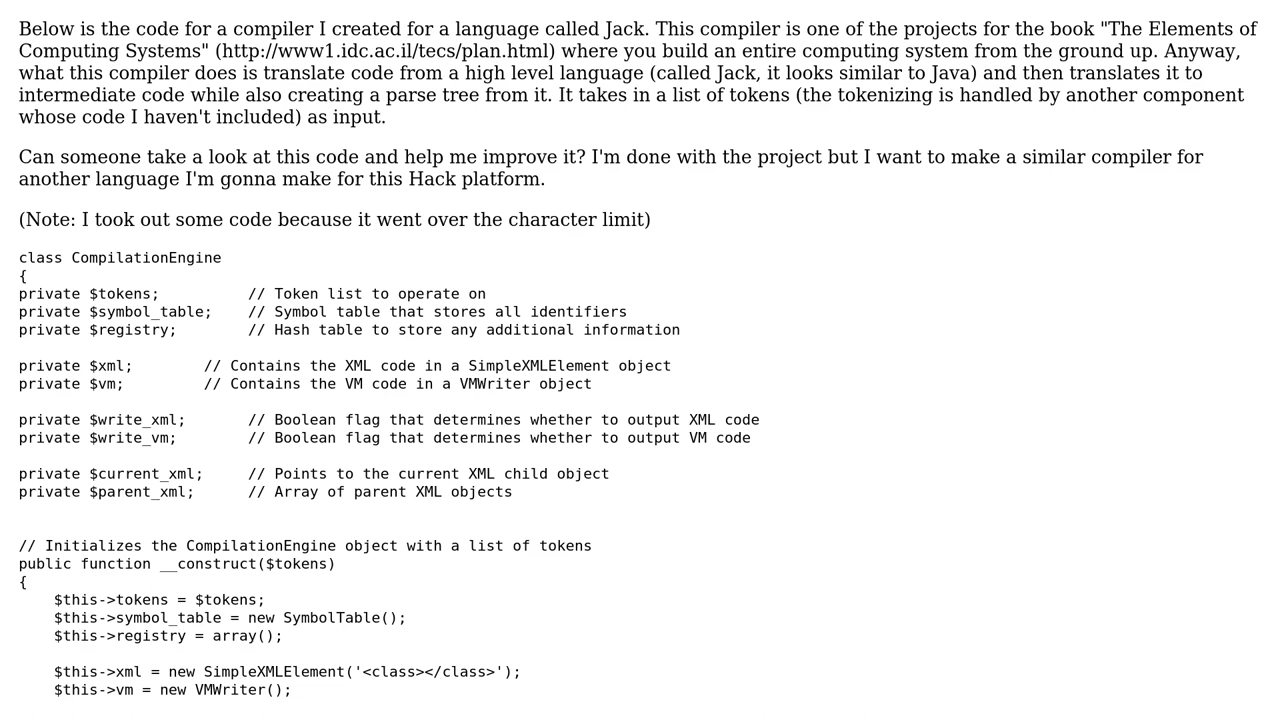 Below is the code for a compiler I created for a language called Jack. This compiler is one of the projects for the book "The Elements of
Computing Systems" (http://www1.idc.ac.il/tecs/plan.html) where you build an entire computing system from the ground up. Anyway,
what this compiler does is translate code from a high level language (called Jack, it looks similar to Java) and then translates it to
intermediate code while also creating a parse tree from it. It takes in a list of tokens (the tokenizing is handled by another component
whose code I haven't included) as input.
Can someone take a look at this code and help me improve it? I'm done with the project but I want to make a similar compiler for
another language I'm gonna make for this Hack platform.
(Note: I took out some code because it went over the character limit)
class CompilationEngine
{
private $tokens;          // Token list to operate on
private $symbol_table;    // Symbol table that stores all identifiers
private $registry;        // Hash table to store any additional information
private $xml;        // Contains the XML code in a SimpleXMLElement object
private $vm;         // Contains the VM code in a VMWriter object
private $write_xml;       // Boolean flag that determines whether to output XML code
private $write_vm;        // Boolean flag that determines whether to output VM code
private $current_xml;     // Points to the current XML child object
private $parent_xml;      // Array of parent XML objects
// Initializes the CompilationEngine object with a list of tokens
public function __construct($tokens)
{
    $this->tokens = $tokens;
    $this->symbol_table = new SymbolTable();
    $this->registry = array();
    $this->xml = new SimpleXMLElement('<class></class>');
    $this->vm = new VMWriter();